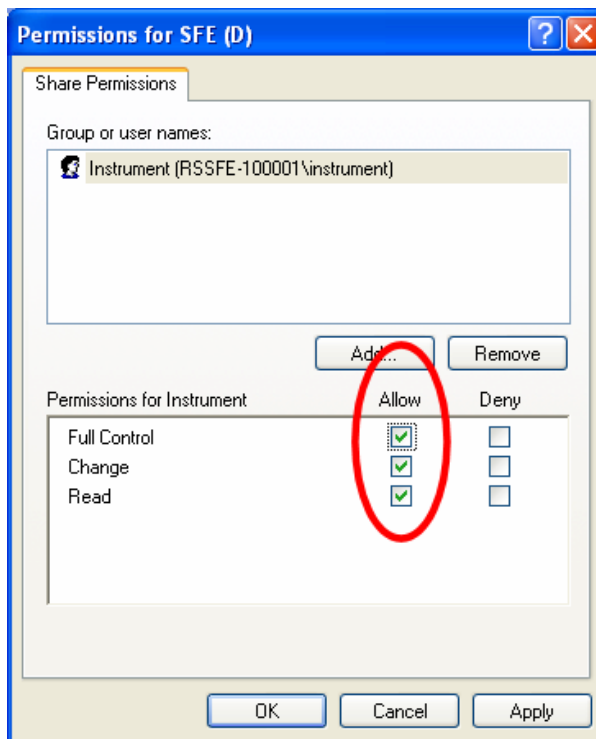 Permissions for SFE (D)
Share Permissions
Group or user names:
Instrument (RSSFE-100001\instrument)
Add... Remove
Permissions for Instrument Allow Deny
Full Control
Change
Read
OK Cancel Apply